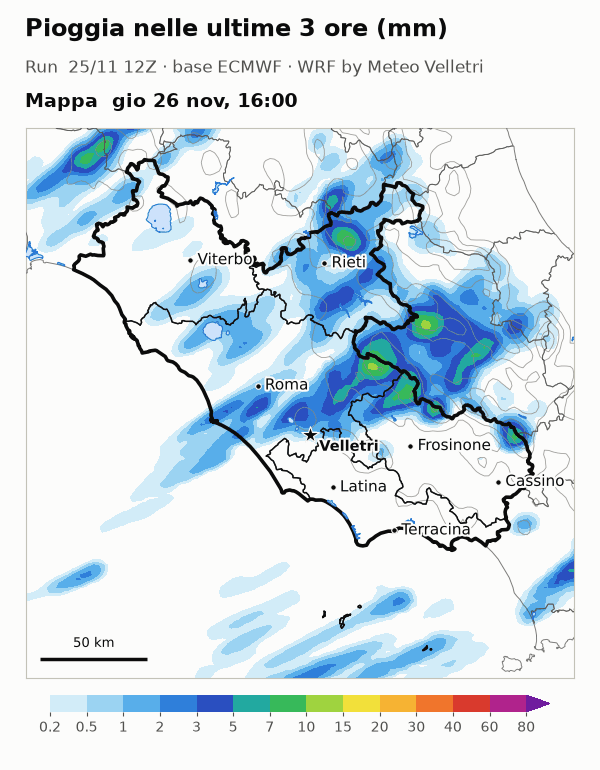 Pioggia nelle ultime 3 ore (mm)
Run  25/11 12Z · base ECMWF · WRF by Meteo Velletri
Mappa  gio 26 nov, 16:00
Viterbo
Rieti
Roma
Velletri
Frosinone
Latina
Cassino
Terracina
50 km
0.2 0.5 1 2 3 5 7 10 15 20 30 40 60 80